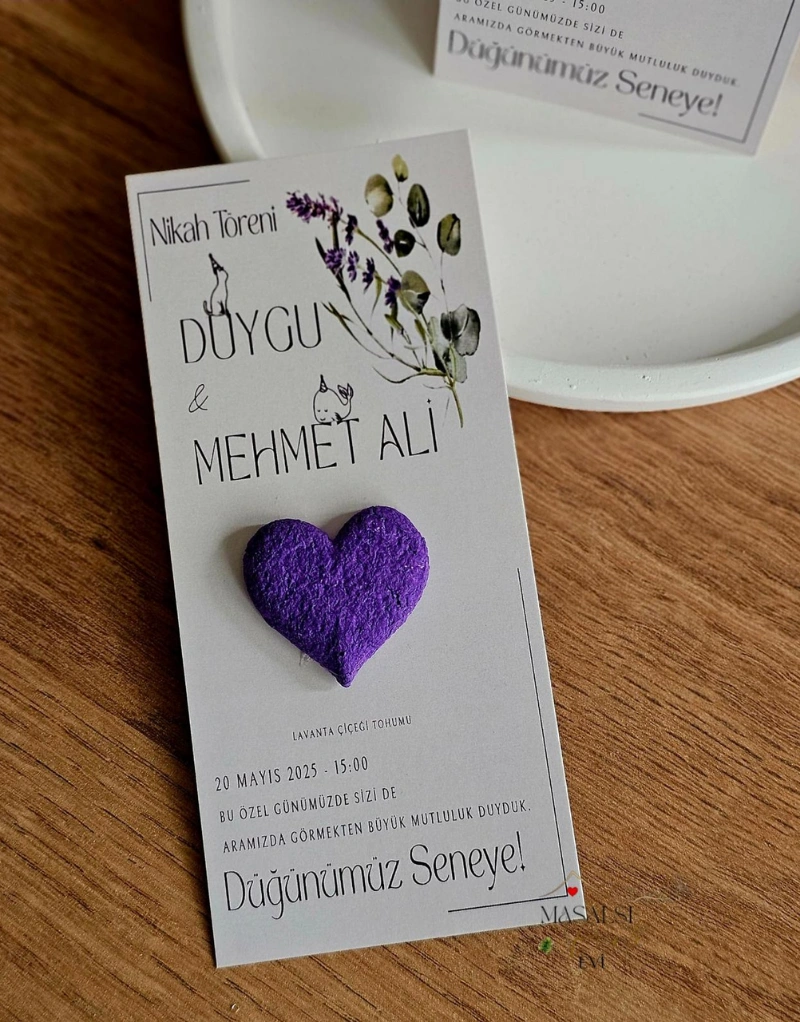 - 15:00
BU ÖZEL GÜNÜMÜZDE SİZİ DE
ARAMIZDA GÖRMEKTEN BÜYÜK MUTLULUK DUYDUK.
Düğünümüz Seneye!
Nikah Töreni
DUYGU
&
MEHMET ALİ
LAVANTA ÇİÇEĞİ TOHUMU
20 MAYIS 2025 - 15:00
BU ÖZEL GÜNÜMÜZDE SİZİ DE
ARAMIZDA GÖRMEKTEN BÜYÜK MUTLULUK DUYDUK.
Düğünümüz Seneye!
MASALSI
EVİ